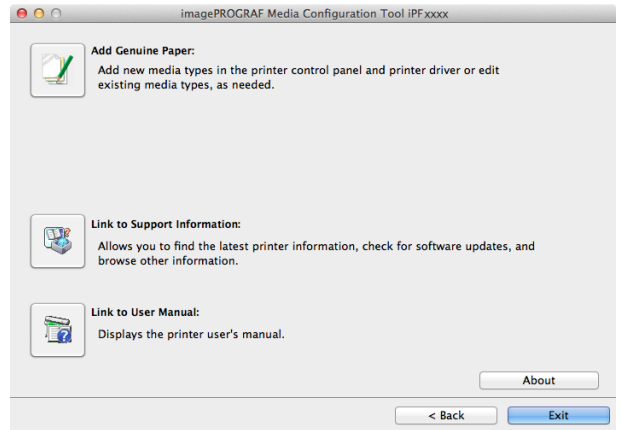 imagePROGRAF Media Configuration Tool iPFxxxx
Add Genuine Paper:
Add new media types in the printer control panel and printer driver or edit
existing media types, as needed.
Link to Support Information:
Allows you to find the latest printer information, check for software updates, and
browse other information.
Link to User Manual:
Displays the printer user's manual.
About
< Back
Exit